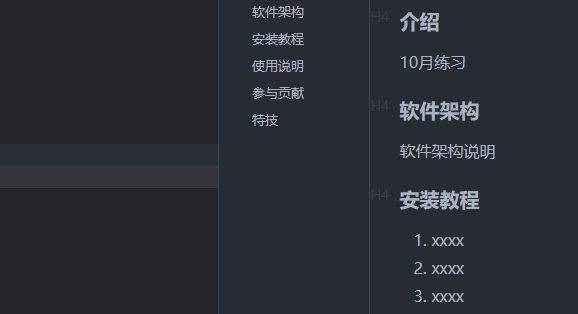 软件架构
安装教程
使用说明
参与贡献
特技
H4 介绍
10月练习
H4 软件架构
软件架构说明
H4 安装教程
1. xxxx
2. xxxx
3. xxxx